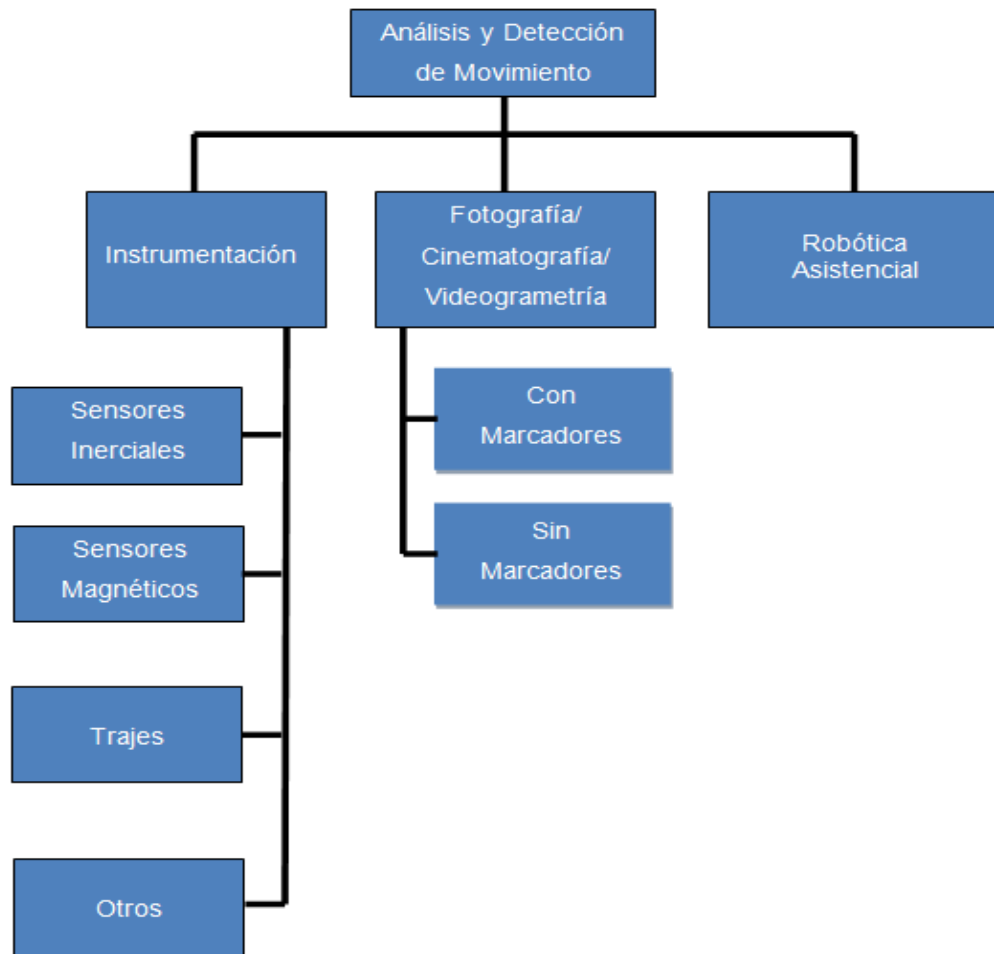 Análisis y Detección
de Movimiento
Instrumentación
Fotografía/
Cinematografía/
Videogrametría
Robótica
Asistencial
Sensores
Inerciales
Con
Marcadores
Sensores
Magnéticos
Sin
Marcadores
Trajes
Otros